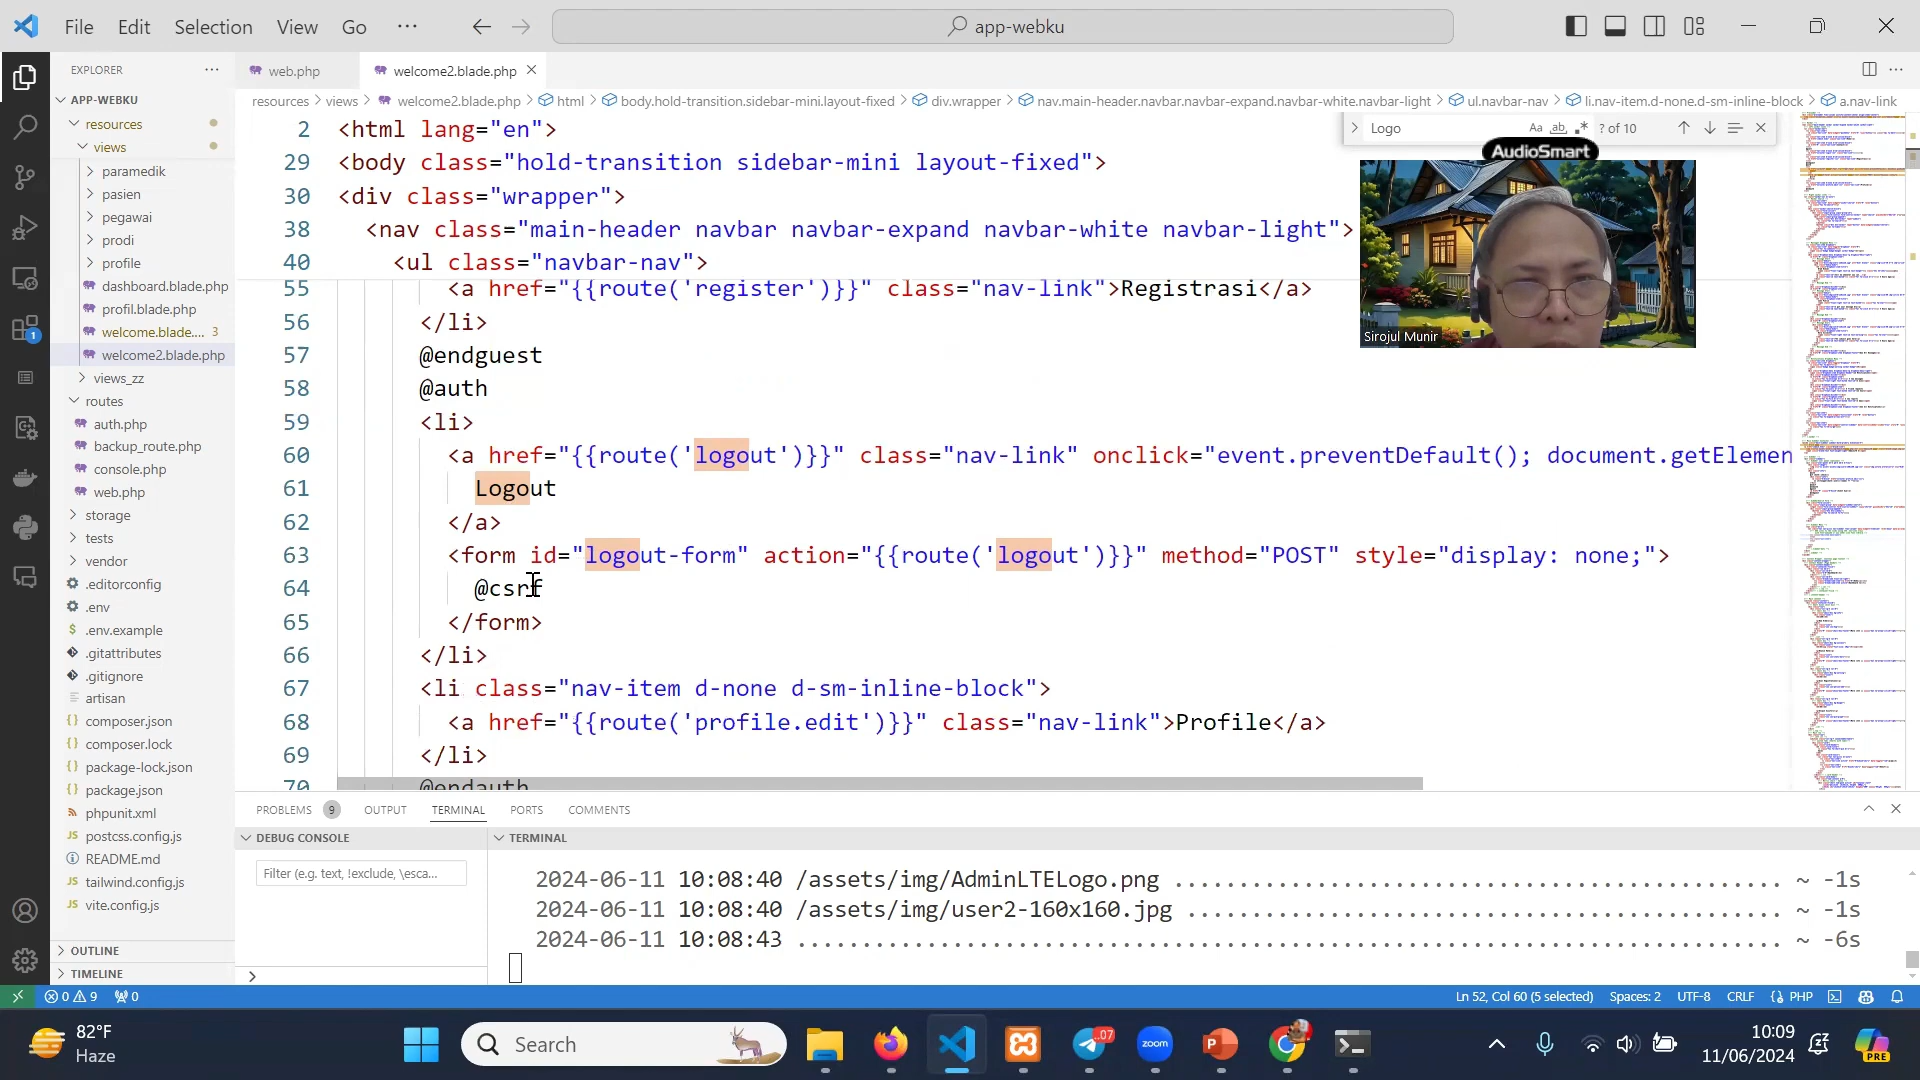 File Edit Selection View Go ··· app-webku
EXPLORER ···
APP-WEBKU
resources
views
paramedik
pasien
pegawai
prodi
profile
dashboard.blade.php
profil.blade.php
welcome.blade.... 3
welcome2.blade.php
views_zz
routes
auth.php
backup_route.php
console.php
web.php
storage
tests
vendor
.editorconfig
.env
$ .env.example
.gitattributes
.gitignore
artisan
{} composer.json
{} composer.lock
{} package-lock.json
{} package.json
phpunit.xml
JS postcss.config.js
README.md
JS tailwind.config.js
JS vite.config.js
OUTLINE
TIMELINE
1
web.php welcome2.blade.php
resources > views > welcome2.blade.php > html > body.hold-transition.sidebar-mini.layout-fixed > div.wrapper > nav.main-header.navbar.navbar-expand.navbar-white.navbar-light > ul.navbar-nav > li.nav-item.d-none.d-sm-inline-block > a.nav-link
Logo Aa ab .* ? of 10
AudioSmart
Sirojul Munir
2 <html lang="en">
29 <body class="hold-transition sidebar-mini layout-fixed">
30 <div class="wrapper">
38 <nav class="main-header navbar navbar-expand navbar-white navbar-light">
40 <ul class="navbar-nav">
55 <a href="{{route('register')}}" class="nav-link">Registrasi</a>
56 </li>
57 @endguest
58 @auth
59 <li>
60 <a href="{{route('logout')}}" class="nav-link" onclick="event.preventDefault(); document.getElemen
61 Logout
62 </a>
63 <form id="logout-form" action="{{route('logout')}}" method="POST" style="display: none;">
64 @csrf
65 </form>
66 </li>
67 <li class="nav-item d-none d-sm-inline-block">
68 <a href="{{route('profile.edit')}}" class="nav-link">Profile</a>
69 </li>
70 @endauth
PROBLEMS 9 OUTPUT TERMINAL PORTS COMMENTS
DEBUG CONSOLE
Filter (e.g. text, !exclude, \esca...
TERMINAL
2024-06-11 10:08:40 /assets/img/AdminLTELogo.png ............................................ ~ -1s
2024-06-11 10:08:40 /assets/img/user2-160x160.jpg ........................................... ~ -1s
2024-06-11 10:08:43 ........................................................................ ~ -6s
0 9 0 Ln 52, Col 60 (5 selected) Spaces: 2 UTF-8 CRLF {} PHP
82°F
Haze
Search
07
zoom
10:09
11/06/2024
PRE